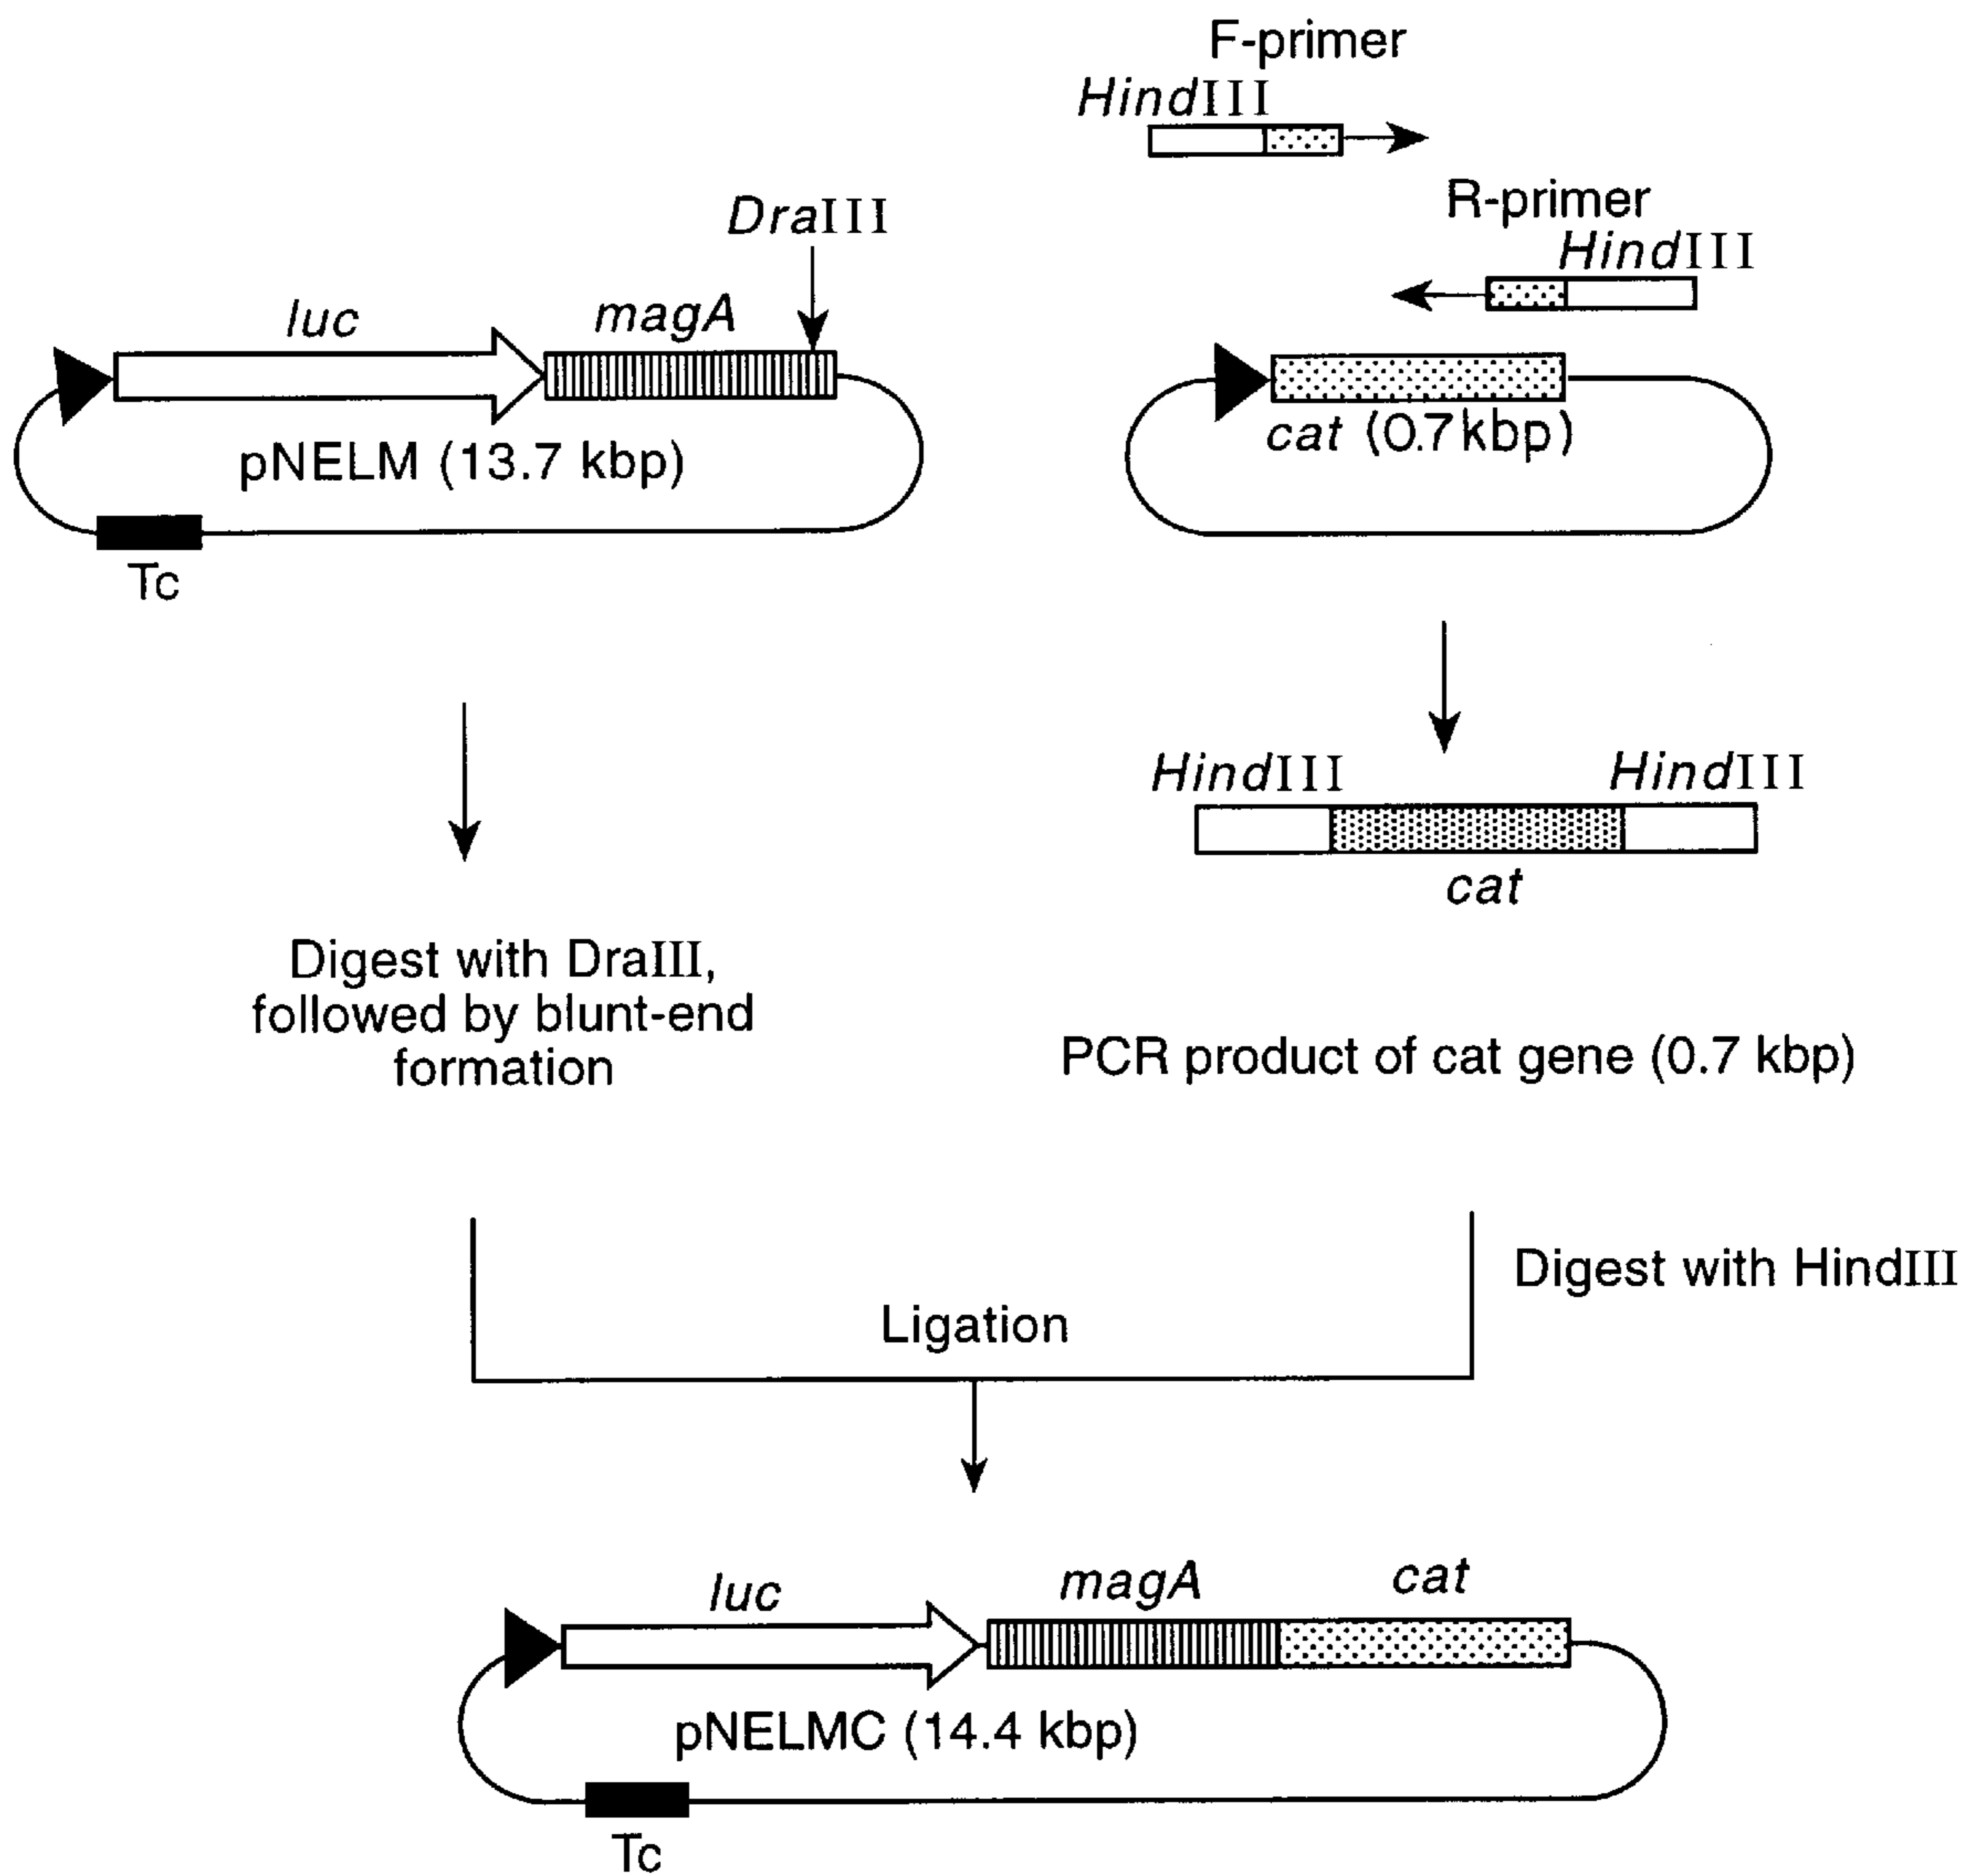 F-primer
HindIII
R-primer
HindIII
DraIII
luc
magA
pNELM (13.7 kbp)
Tc
cat (0.7kbp)
HindIII
HindIII
cat
Digest with DraIII,
followed by blunt-end
formation
PCR product of cat gene (0.7 kbp)
Digest with HindIII
Ligation
luc
magA
cat
pNELMC (14.4 kbp)
Tc